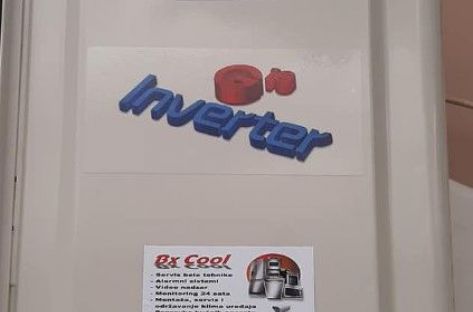 Inverter
Bx Cool
- Servis bele tehnike
- Alarmni sistemi
- Video nadzor
- Monitoring 24 sata
- Montaža, servis i
održavanje klima uređaja